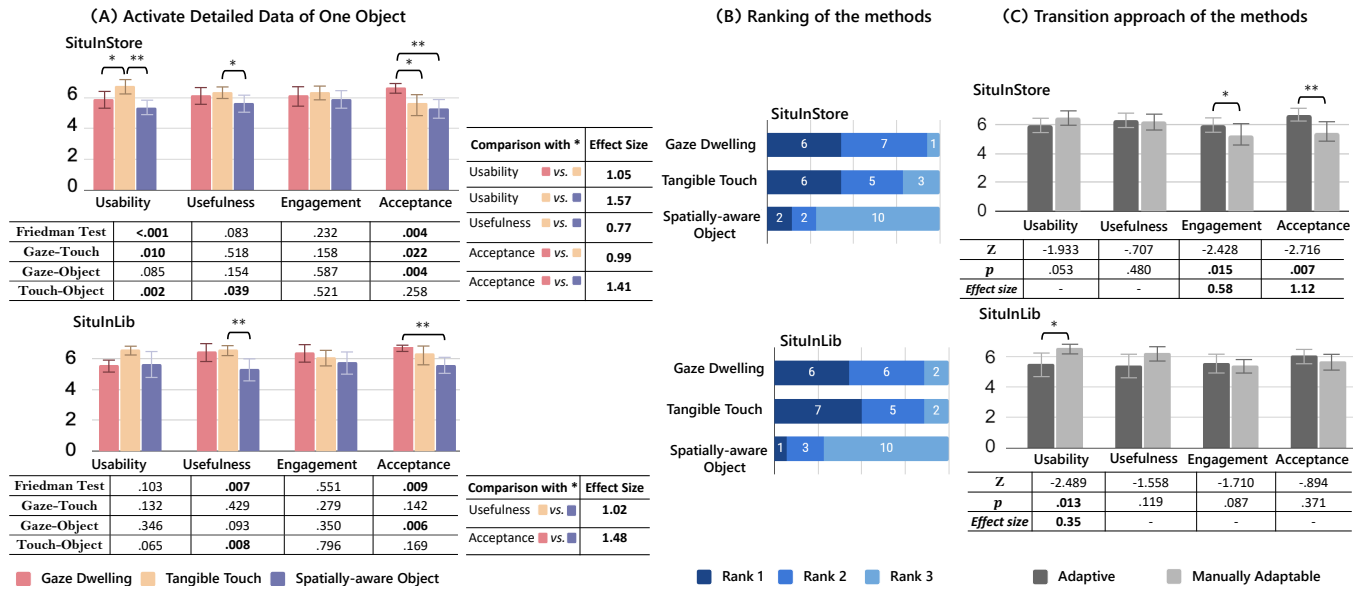 (A) Activate Detailed Data of One Object
SituInStore
* ** * ** *
6
4
2
0
Usability Usefulness Engagement Acceptance
Friedman Test <.001 .083 .232 .004
Gaze-Touch .010 .518 .158 .022
Gaze-Object .085 .154 .587 .004
Touch-Object .002 .039 .521 .258
Comparison with * Effect Size
Usability vs. 1.05
Usability vs. 1.57
Usefulness vs. 0.77
Acceptance vs. 0.99
Acceptance vs. 1.41
SituInLib
** **
6
4
2
0
Usability Usefulness Engagement Acceptance
Friedman Test .103 .007 .551 .009
Gaze-Touch .132 .429 .279 .142
Gaze-Object .346 .093 .350 .006
Touch-Object .065 .008 .796 .169
Comparison with * Effect Size
Usefulness vs. 1.02
Acceptance vs. 1.48
Gaze Dwelling Tangible Touch Spatially-aware Object
(B) Ranking of the methods
SituInStore
Gaze Dwelling 6 7 1
Tangible Touch 6 5 3
Spatially-aware Object 2 2 10
SituInLib
Gaze Dwelling 6 6 2
Tangible Touch 7 5 2
Spatially-aware Object 1 3 10
Rank 1 Rank 2 Rank 3
(C) Transition approach of the methods
SituInStore
* **
6
4
2
0
Usability Usefulness Engagement Acceptance
Z -1.933 -.707 -2.428 -2.716
p .053 .480 .015 .007
Effect size - - 0.58 1.12
SituInLib
*
6
4
2
0
Usability Usefulness Engagement Acceptance
Z -2.489 -1.558 -1.710 -.894
p .013 .119 .087 .371
Effect size 0.35 - - -
Adaptive Manually Adaptable